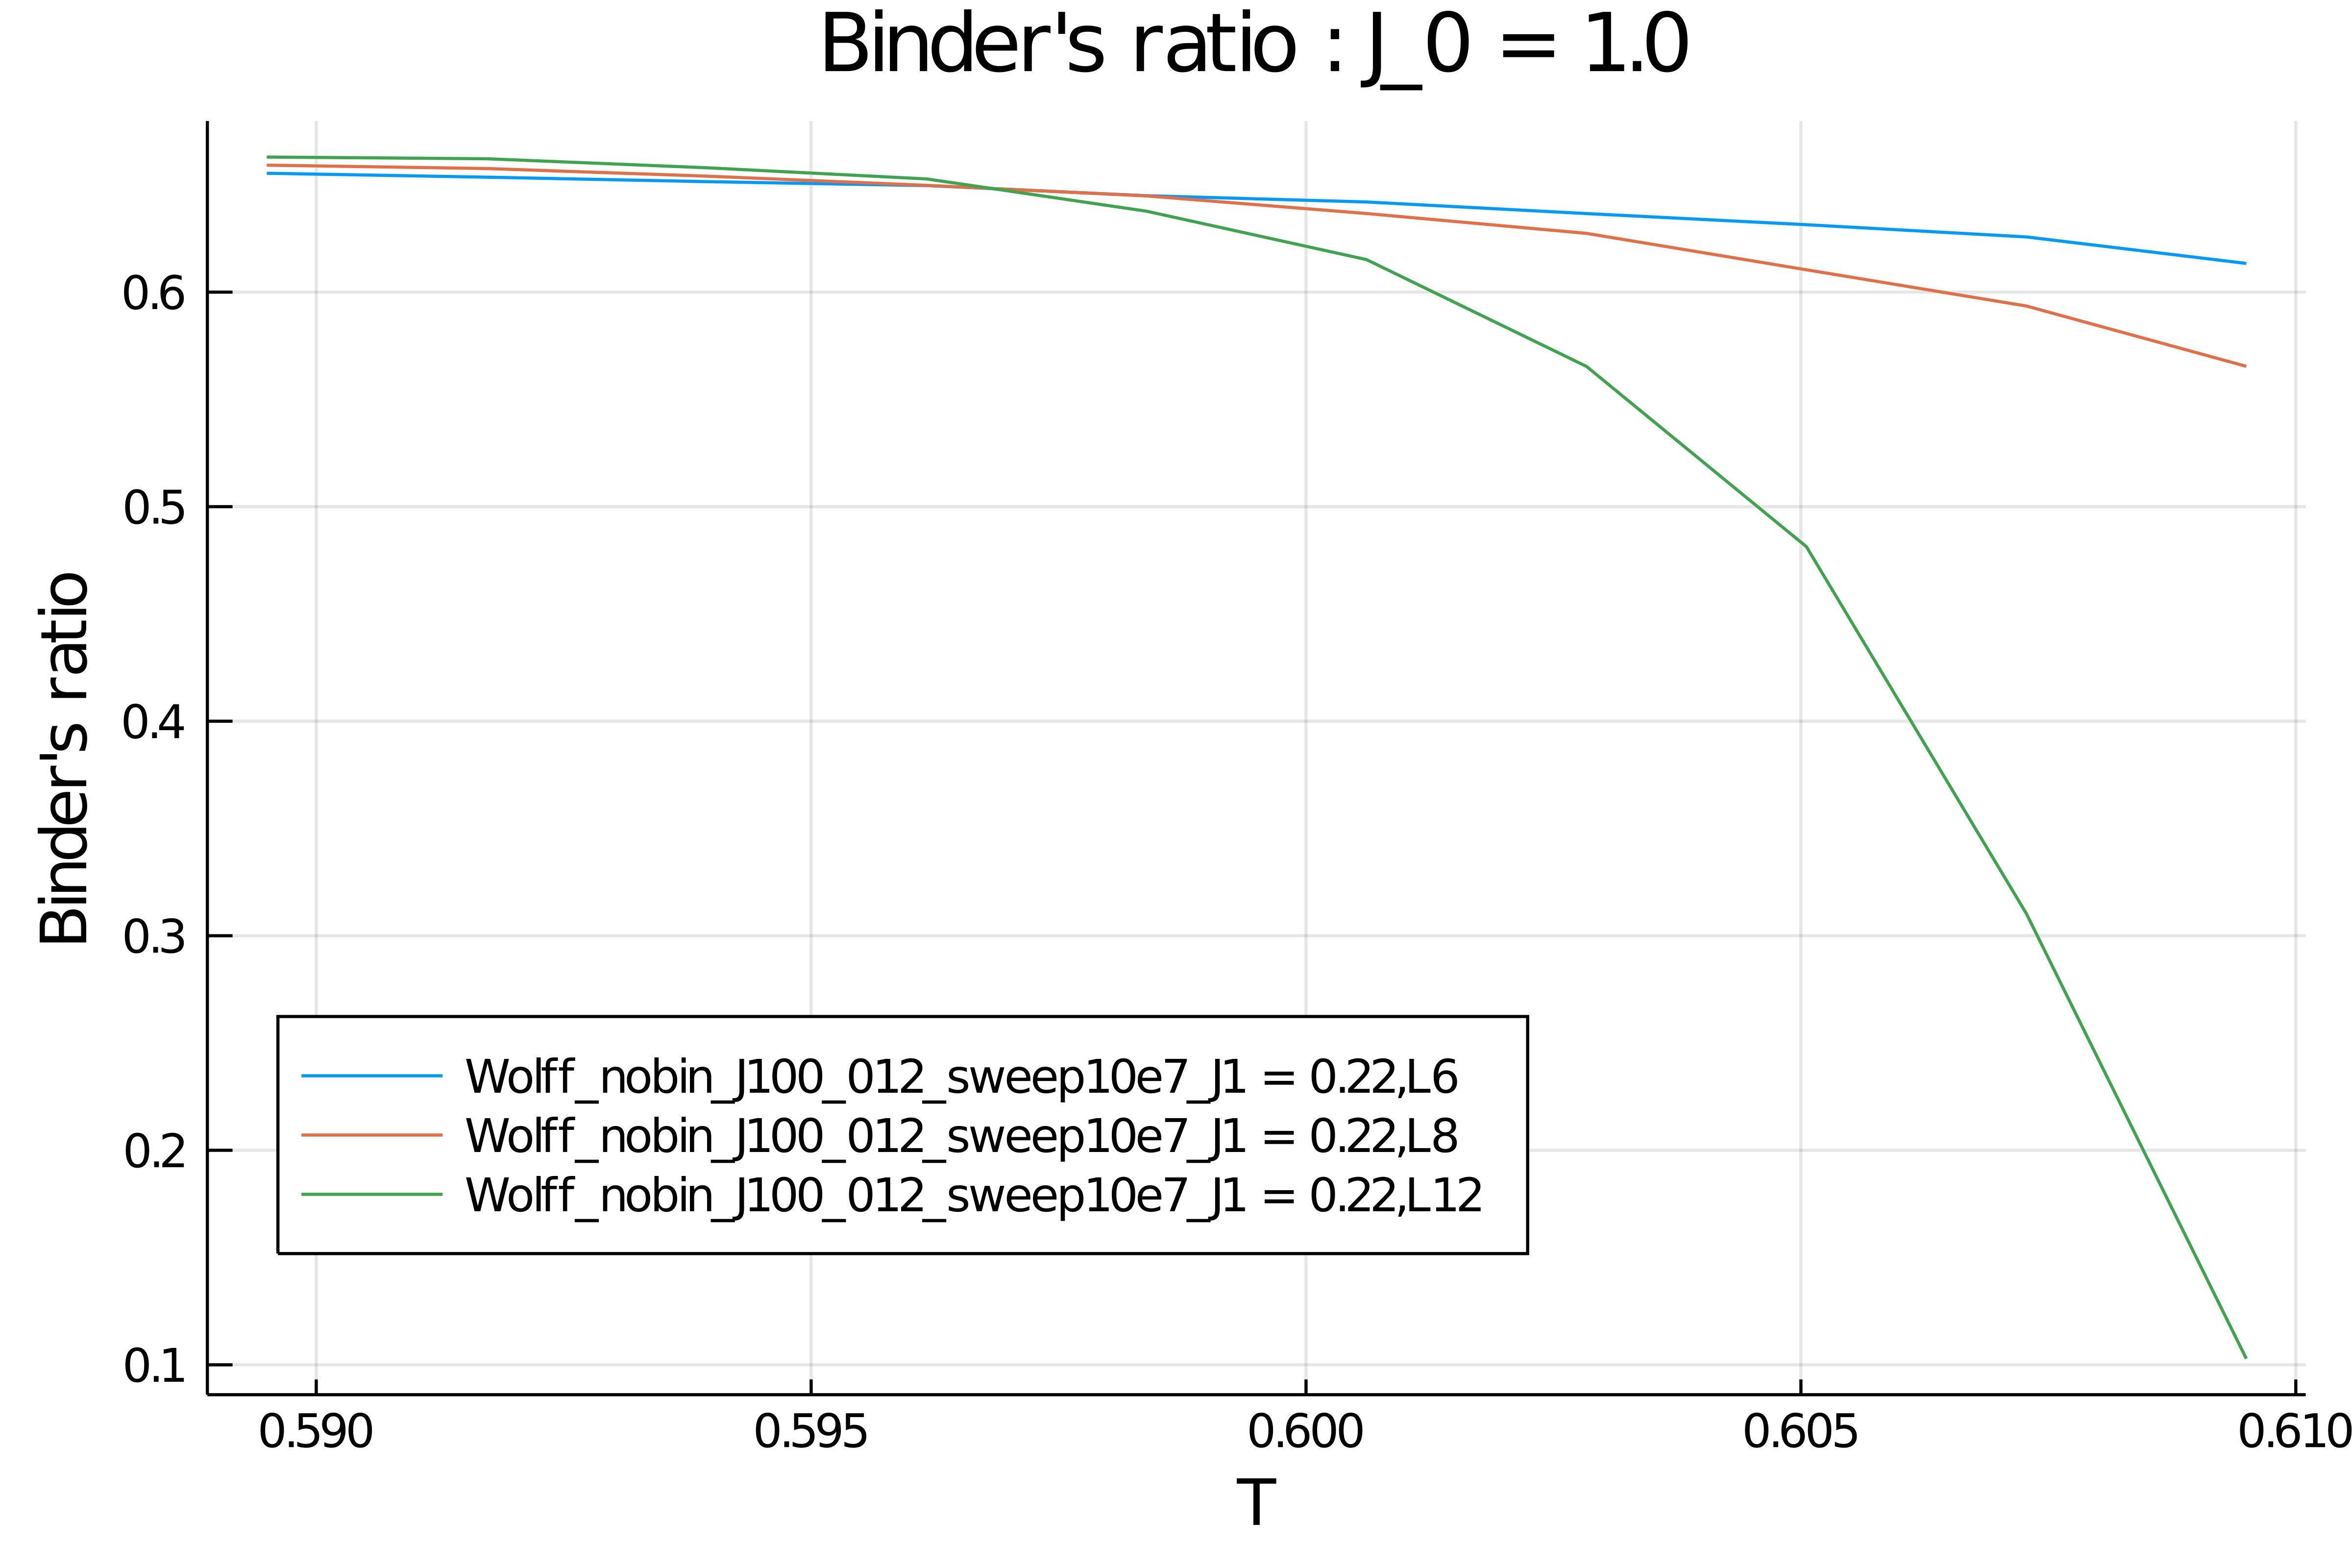 Binder's ratio : J_0 = 1.0
Binder's ratio
0.6
0.5
0.4
0.3
0.2
0.1
Wolff_nobin_J100_012_sweep10e7_J1 = 0.22,L6
Wolff_nobin_J100_012_sweep10e7_J1 = 0.22,L8
Wolff_nobin_J100_012_sweep10e7_J1 = 0.22,L12
0.590 0.595 0.600 0.605 0.610
T